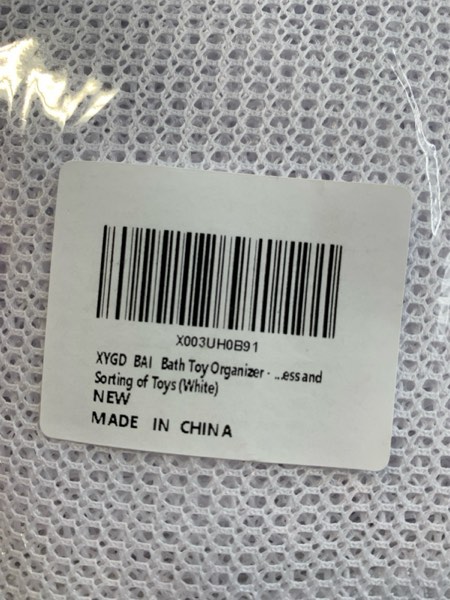 X003UH0B91
XYGD BAI Bath Toy Organizer - ...ess and
Sorting of Toys (White)
NEW
MADE IN CHINA